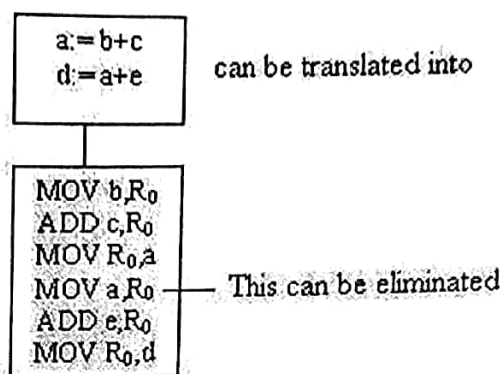 a:=b+c
d:=a+e
can be translated into
MOV b,R₀
ADD c,R₀
MOV R₀,a
MOV a,R₀
This can be eliminated
ADD e,R₀
MOV R₀,d